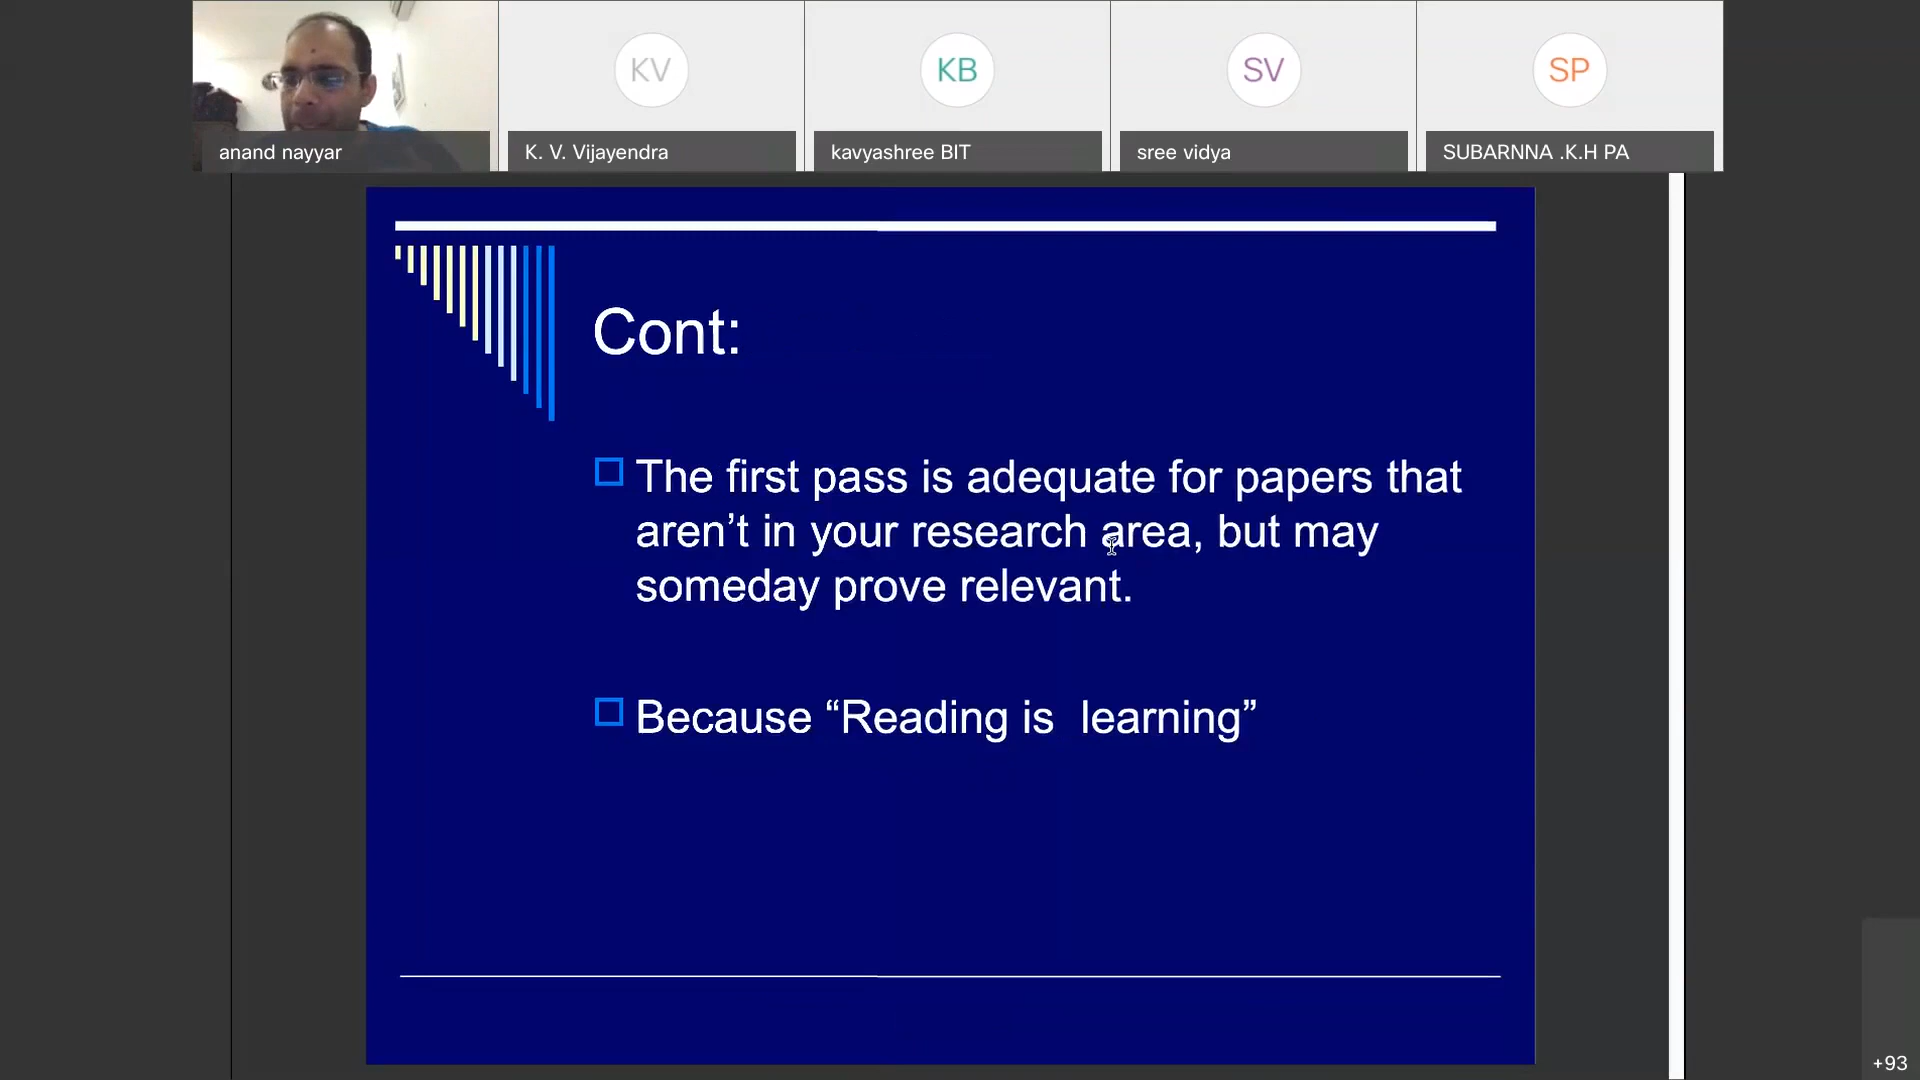 KV
KB
SV
SP
anand nayyar
K. V. Vijayendra
kavyashree BIT
sree vidya
SUBARNNA .K.H PA
Cont:
The first pass is adequate for papers that
aren’t in your research area, but may
someday prove relevant.
Because “Reading is  learning”
+93